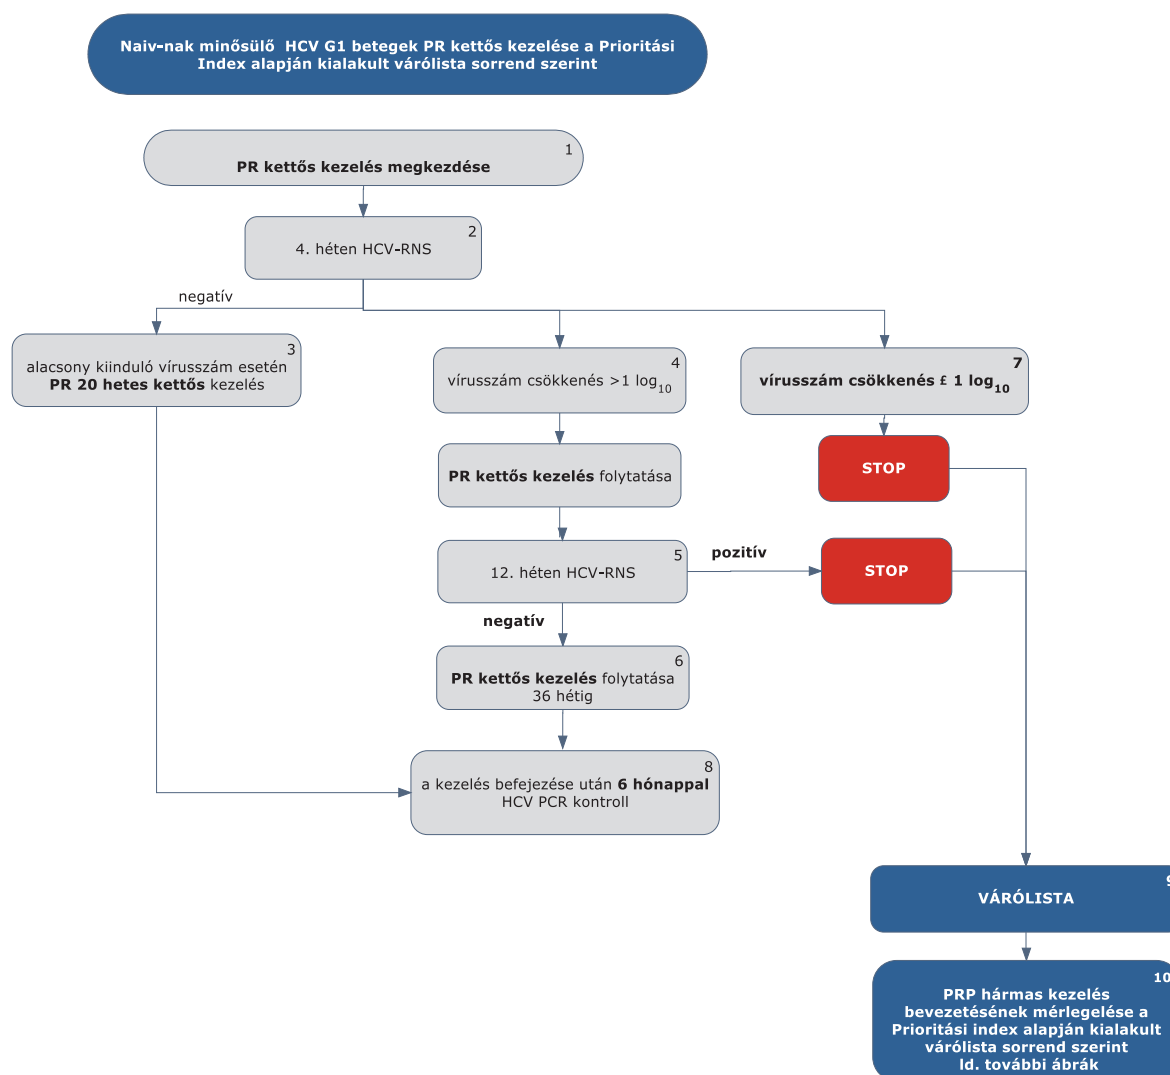 Naiv-nak minősülő HCV G1 betegek PR kettős kezelése a Prioritási
Index alapján kialakult várólista sorrend szerint
1
PR kettős kezelés megkezdése
2
4. héten HCV-RNS
negatív
3
alacsony kiinduló vírusszám esetén
PR 20 hetes kettős kezelés
4
vírusszám csökkenés >1 log10
7
vírusszám csökkenés £ 1 log10
PR kettős kezelés folytatása
STOP
5
12. héten HCV-RNS
pozitív
STOP
negatív
6
PR kettős kezelés folytatása
36 hétig
8
a kezelés befejezése után 6 hónappal
HCV PCR kontroll
9
VÁRÓLISTA
10
PRP hármas kezelés
bevezetésének mérlegelése a
Prioritási index alapján kialakult
várólista sorrend szerint
ld. további ábrák